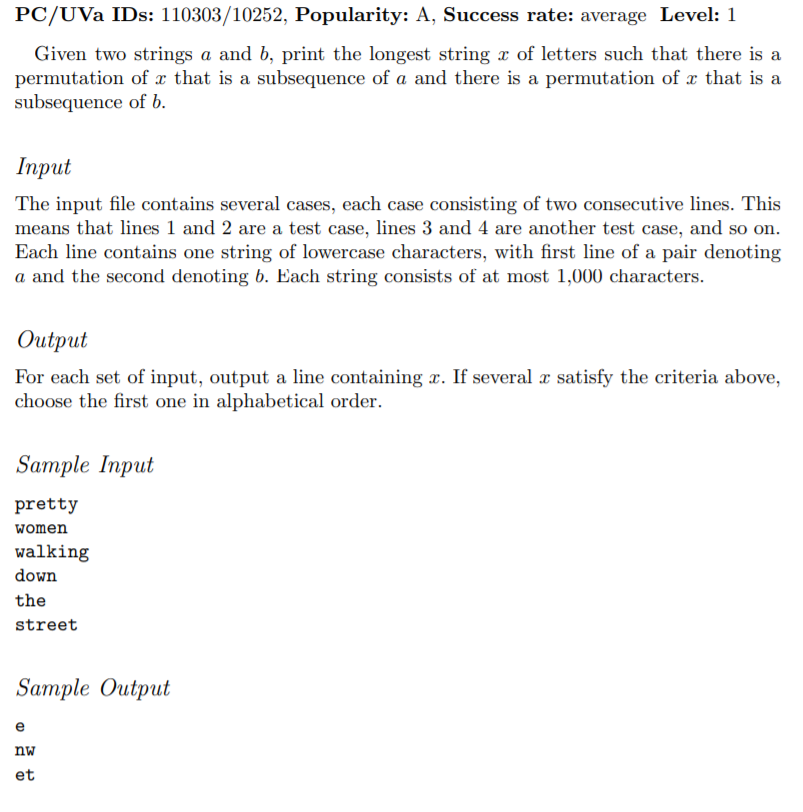 PC/UVa IDs: 110303/10252, Popularity: A, Success rate: average Level: 1
Given two strings a and b, print the longest string x of letters such that there is a
permutation of x that is a subsequence of a and there is a permutation of x that is a
subsequence of b.
Input
The input file contains several cases, each case consisting of two consecutive lines. This
means that lines 1 and 2 are a test case, lines 3 and 4 are another test case, and so on.
Each line contains one string of lowercase characters, with first line of a pair denoting
a and the second denoting b. Each string consists of at most 1,000 characters.
Output
For each set of input, output a line containing x. If several x satisfy the criteria above,
choose the first one in alphabetical order.
Sample Input
pretty
women
walking
down
the
street
Sample Output
e
nw
et